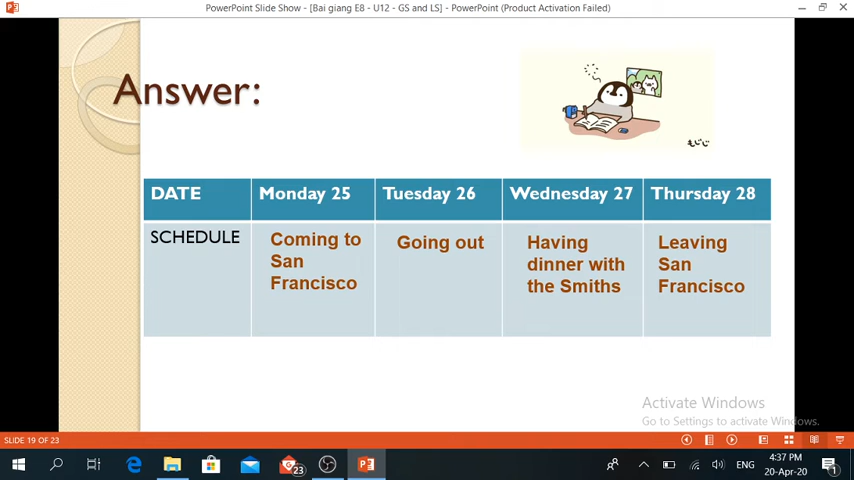 PowerPoint Slide Show - [Bai giang E8 - U12 - GS and LS] - PowerPoint (Product Activation Failed)
Answer:
DATE
Monday 25
Tuesday 26
Wednesday 27
Thursday 28
SCHEDULE
Coming to
San
Francisco
Going out
Having
dinner with
the Smiths
Leaving
San
Francisco
Activate Windows
Go to Settings to activate Windows.
SLIDE 19 OF 23
23
ENG
4:37 PM
20-Apr-20
1